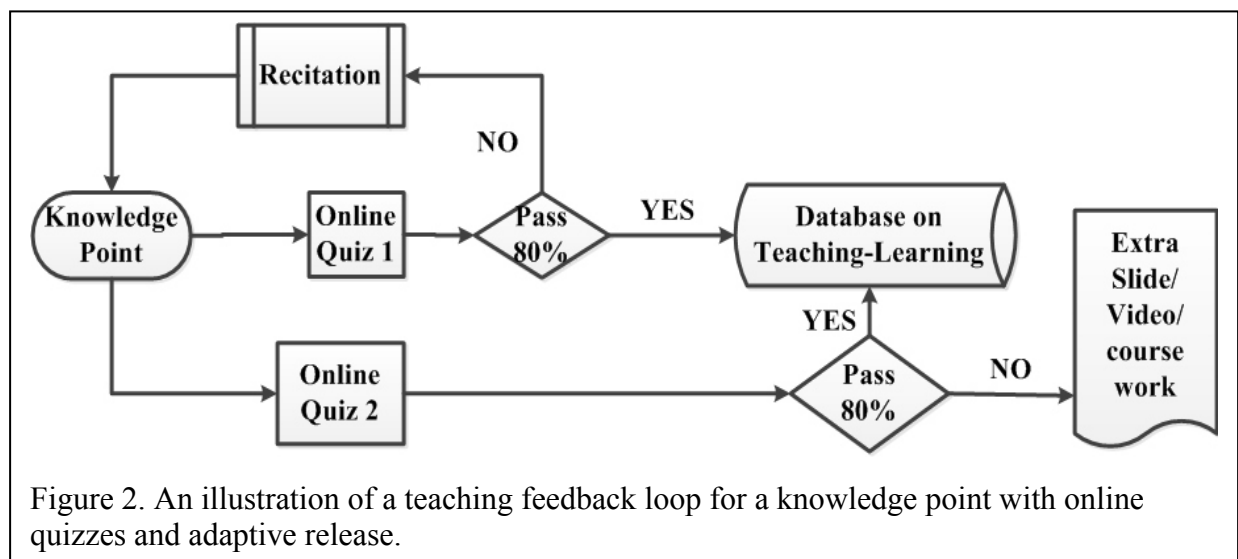 Recitation
NO
Knowledge
Point
Online
Quiz 1
Pass
80%
YES
Database on
Teaching-Learning
Extra
Slide/
Video/
course
work
YES
Online
Quiz 2
Pass
80%
NO
Figure 2. An illustration of a teaching feedback loop for a knowledge point with online
quizzes and adaptive release.